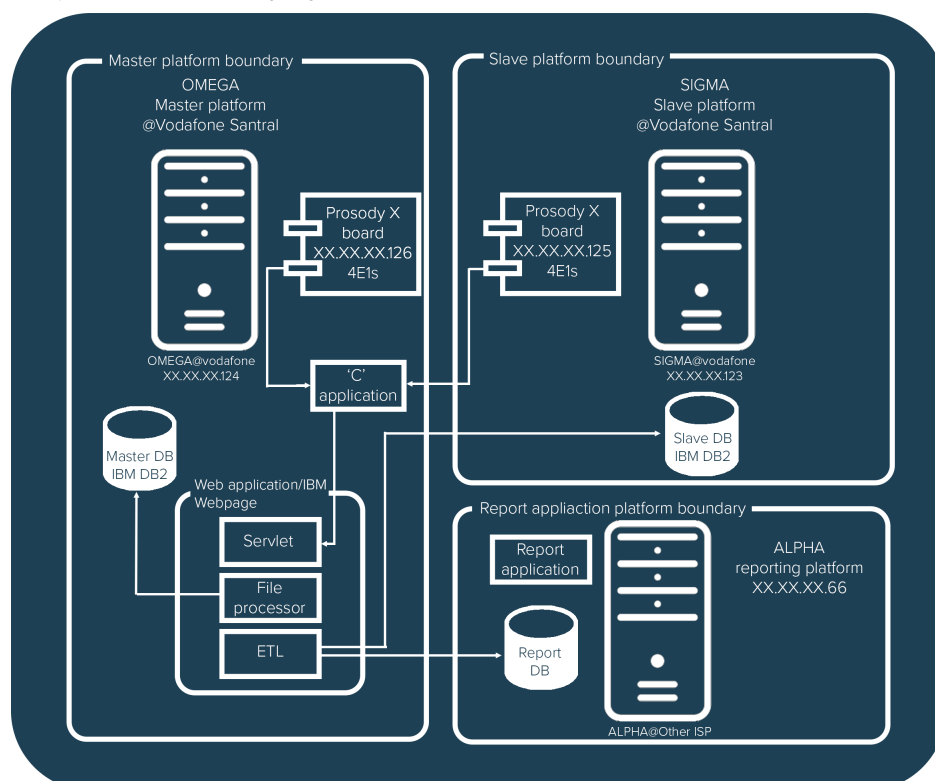 Master platform boundary
OMEGA
Master platform
@Vodafone Santral
Prosody X
board
XX.XX.XX.126
4E1s
OMEGA@vodafone
XX.XX.XX.124
'C'
application
Master DB
IBM DB2
Web application/IBM
Webpage
Servlet
File
processor
ETL
Slave platform boundary
SIGMA
Slave platform
@Vodafone Santral
Prosody X
board
XX.XX.XX.125
4E1s
SIGMA@vodafone
XX.XX.XX.123
Slave DB
IBM DB2
Report appliaction platform boundary
Report
application
ALPHA
reporting platform
XX.XX.XX.66
Report
DB
ALPHA@Other ISP